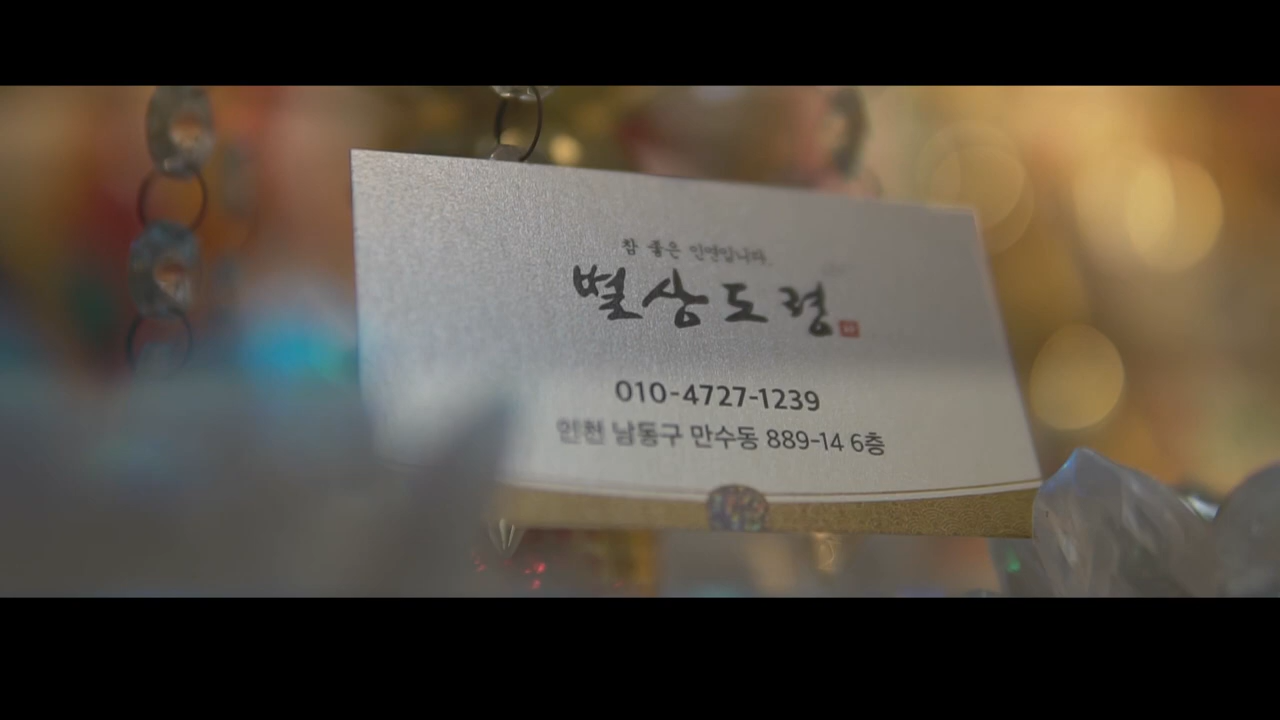 참 좋은 인연입니다.
별상도령
010-4727-1239
인천 남동구 만수동 889-14 6층